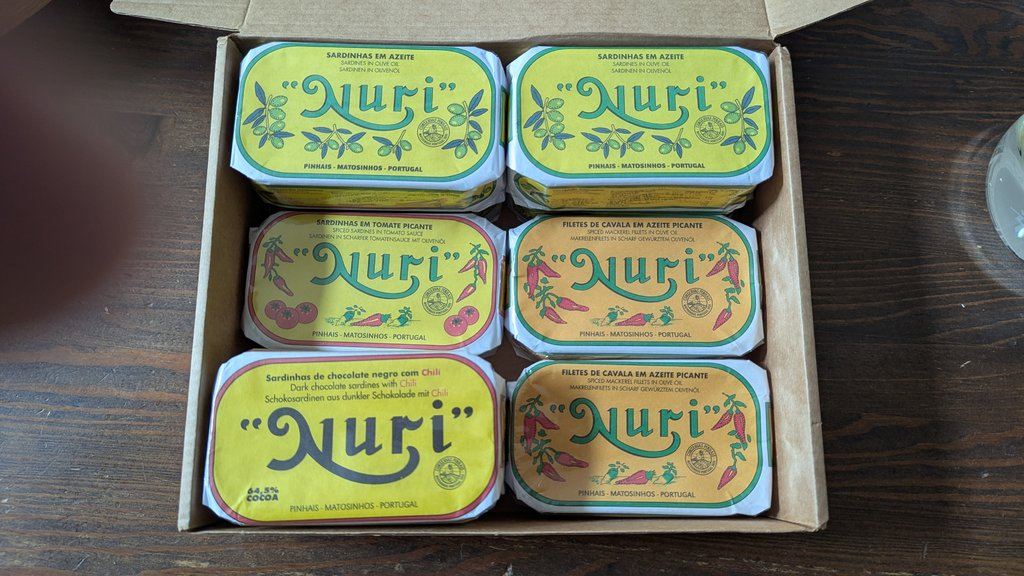 SARDINHAS EM AZEITE
SARDINES IN OLIVE OIL
SARDINEN IN OLIVENÖL
"Nuri"
PINHAIS - MATOSINHOS - PORTUGAL
SARDINHAS EM AZEITE
SARDINES IN OLIVE OIL
SARDINEN IN OLIVENÖL
"Nuri"
PINHAIS - MATOSINHOS - PORTUGAL
SARDINHAS EM TOMATE PICANTE
SPICED SARDINES IN TOMATO SAUCE
SARDINEN IN SCHARFER TOMATENSAUCE MIT OLIVENÖL
"Nuri"
PINHAIS - MATOSINHOS - PORTUGAL
FILETES DE CAVALA EM AZEITE PICANTE
SPICED MACKEREL FILLETS IN OLIVE OIL
MAKRELENFILETS IN SCHARF GEWÜRZTEM OLIVENÖL
"Nuri"
PINHAIS - MATOSINHOS - PORTUGAL
Sardinhas de chocolate negro com Chili
Dark chocolate sardines with Chili
Schokosardinen aus dunkler Schokolade mit Chili
"Nuri"
64,5%
COCOA
PINHAIS - MATOSINHOS - PORTUGAL
FILETES DE CAVALA EM AZEITE PICANTE
SPICED MACKEREL FILLETS IN OLIVE OIL
MAKRELENFILETS IN SCHARF GEWÜRZTEM OLIVENÖL
"Nuri"
PINHAIS - MATOSINHOS - PORTUGAL